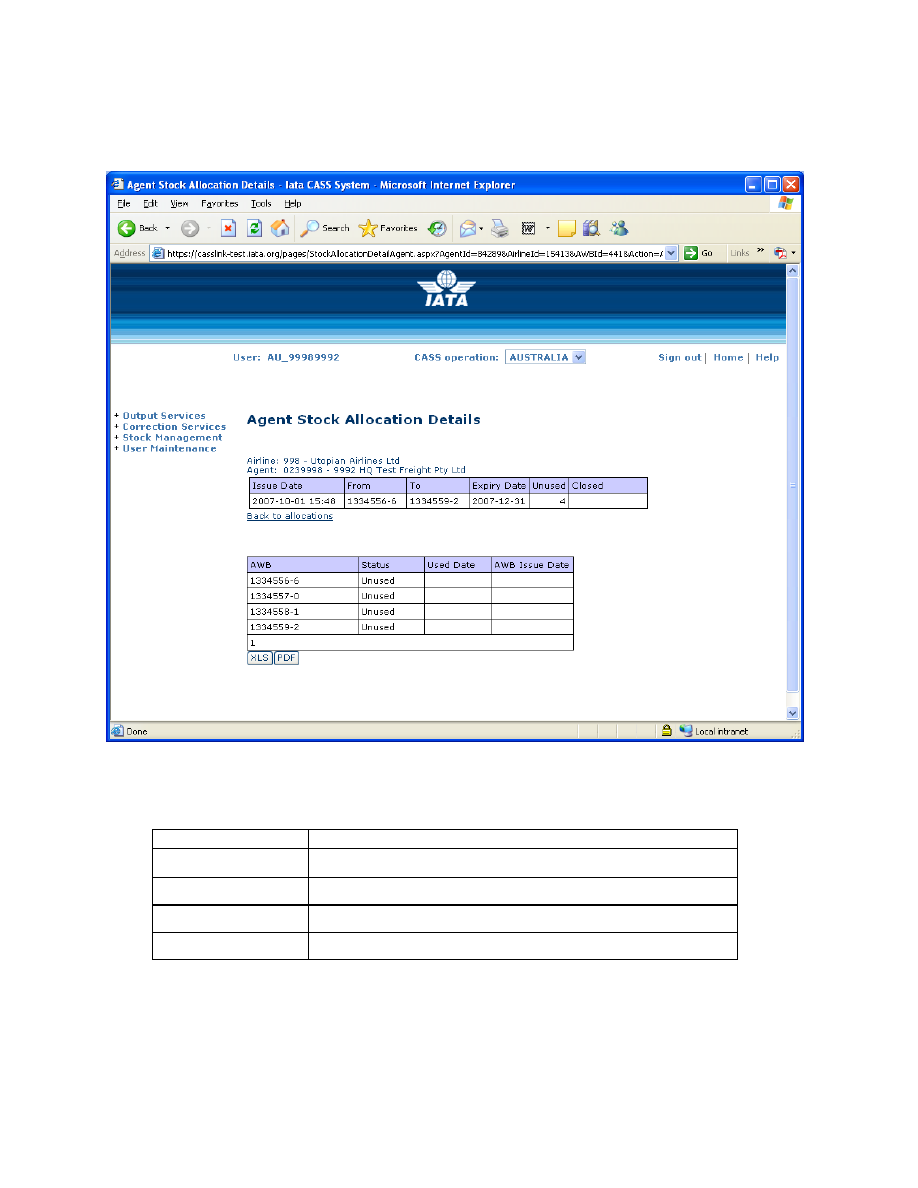 Agent Stock Allocation Details - Iata CASS System - Microsoft Internet Explorer
File Edit View Favorites Tools Help
Back Search Favorites
Address https://casslink-test.iata.org/pages/StockAllocationDetailAgent.aspx?AgentId=84289&AirlineId=15413&AWBId=441&Action=A Go Links »
IATA
User: AU_99989992 CASS operation: AUSTRALIA Sign out | Home | Help
+ Output Services
+ Correction Services
+ Stock Management
+ User Maintenance
Agent Stock Allocation Details
Airline: 998 - Utopian Airlines Ltd
Agent: 0239998 - 9992 HQ Test Freight Pty Ltd
Issue Date From To Expiry Date Unused Closed
2007-10-01 15:48 1334556-6 1334559-2 2007-12-31 4
Back to allocations
AWB Status Used Date AWB Issue Date
1334556-6 Unused
1334557-0 Unused
1334558-1 Unused
1334559-2 Unused
1
XLS PDF
Done Local intranet